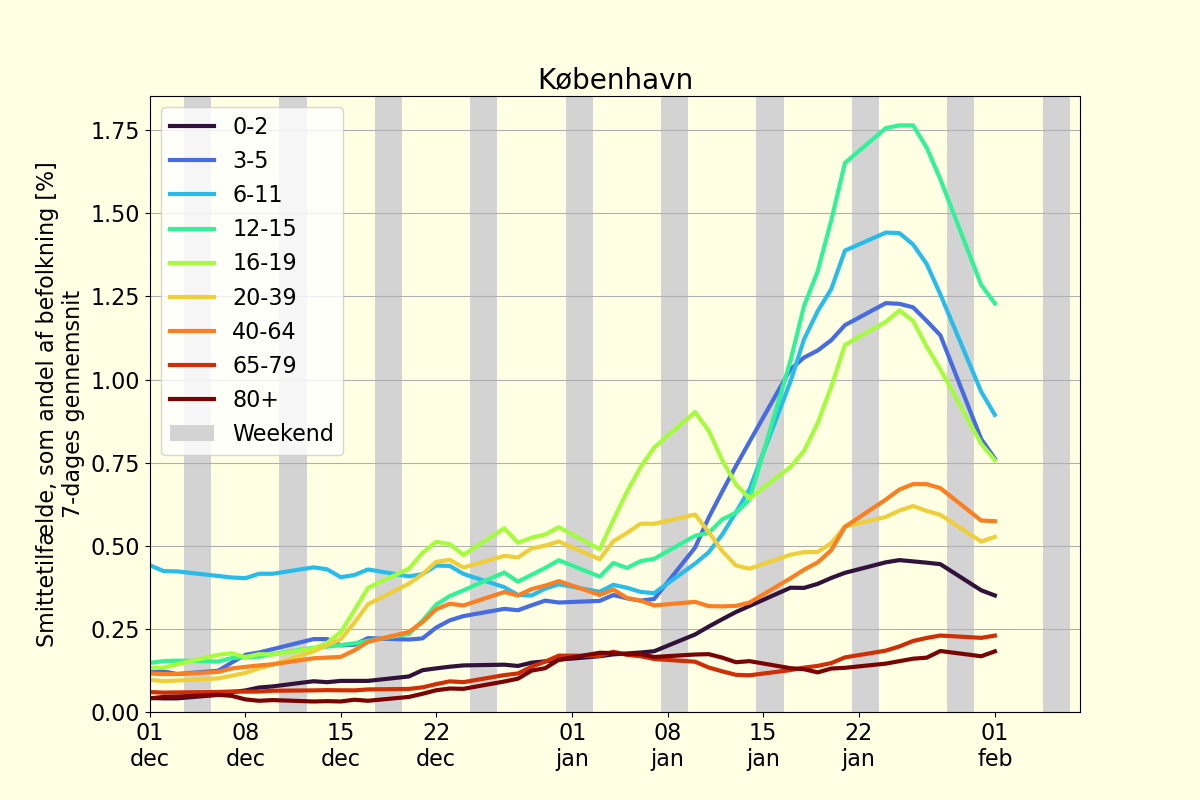 København
Smittetilfælde, som andel af befolkning [%]
7-dages gennemsnit
1.75
1.50
1.25
1.00
0.75
0.50
0.25
0.00
0-2
3-5
6-11
12-15
16-19
20-39
40-64
65-79
80+
Weekend
01 08 15 22 01 08 15 22 01
dec dec dec dec jan jan jan jan feb